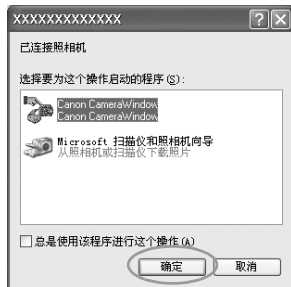 XXXXXXXXXXXXX
已连接照相机
选择要为这个操作启动的程序(S):
Canon CameraWindow
Canon CameraWindow
Microsoft 扫描仪和照相机向导
从照相机或扫描仪下载照片
总是使用该程序进行这个操作(A)
确定
取消